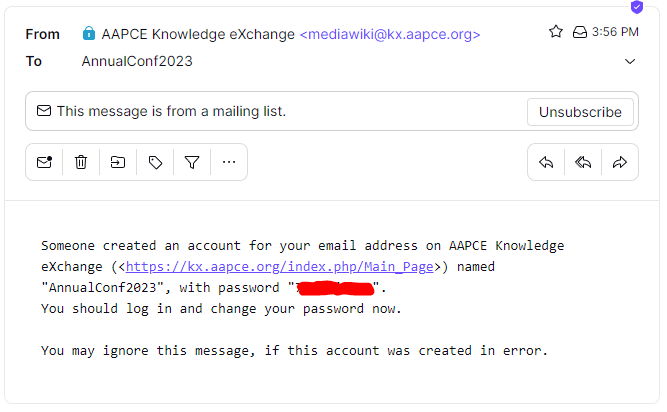 From AAPCE Knowledge eXchange <mediawiki@kx.aapce.org> 3:56 PM
To AnnualConf2023
This message is from a mailing list. Unsubscribe
Someone created an account for your email address on AAPCE Knowledge
eXchange (<https://kx.aapce.org/index.php/Main_Page>) named
"AnnualConf2023", with password " ".
You should log in and change your password now.
You may ignore this message, if this account was created in error.